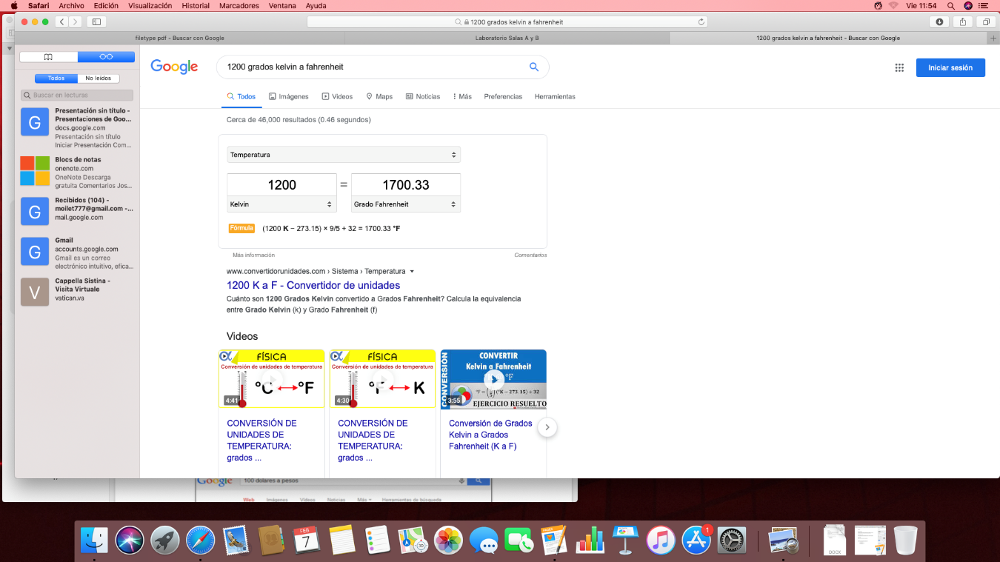 Safari Archivo Edición Visualización Historial Marcadores Ventana Ayuda
Vie 11:54
1200 grados kelvin a fahrenheit
filetype pdf - Buscar con Google
Laboratorio Salas A y B
1200 grados kelvin a fahrenheit - Buscar con Google
Todos No leídos
Buscar en lecturas
G
Presentación sin título -
Presentaciones de Goo...
docs.google.com
Presentación sin título
Iniciar Presentación Com...
Blocs de notas
onenote.com
OneNote Descarga
gratuita Comentarios Jos...
G
Recibidos (104) -
moilet777@gmail.com -...
mail.google.com
G
Gmail
accounts.google.com
Gmail es un correo
electrónico intuitivo, efica...
V
Cappella Sistina -
Visita Virtuale
vatican.va
Google
1200 grados kelvin a fahrenheit
Iniciar sesión
Todos Imágenes Videos Maps Noticias Más Preferencias Herramientas
Cerca de 46,000 resultados (0.46 segundos)
Temperatura
1200 = 1700.33
Kelvin Grado Fahrenheit
Fórmula (1200 K − 273.15) × 9/5 + 32 = 1700.33 °F
Más información Comentarios
www.convertidorunidades.com › Sistema › Temperatura
1200 K a F - Convertidor de unidades
Cuánto son 1200 Grados Kelvin convertido a Grados Fahrenheit? Calcula la equivalencia
entre Grado Kelvin (k) y Grado Fahrenheit (f)
Videos
FÍSICA
Conversión de unidades de temperatura
°C °F
4:41
CONVERSIÓN DE
UNIDADES DE
TEMPERATURA:
grados ...
FÍSICA
Conversión de unidades de temperatura
°F K
4:30
CONVERSIÓN DE
UNIDADES DE
TEMPERATURA:
grados ...
CONVERSIÓN
CONVERTIR
Kelvin a Fahrenheit
°F
EJERCICIO RESUELTO
3:55
Conversión de Grados
Kelvin a Grados
Fahrenheit (K a F)
Google 100 dolares a pesos
Web Imágenes Vídeos Noticias Más Herramientas de búsqueda
FEB
7
3D
PAGES
1
DOCX